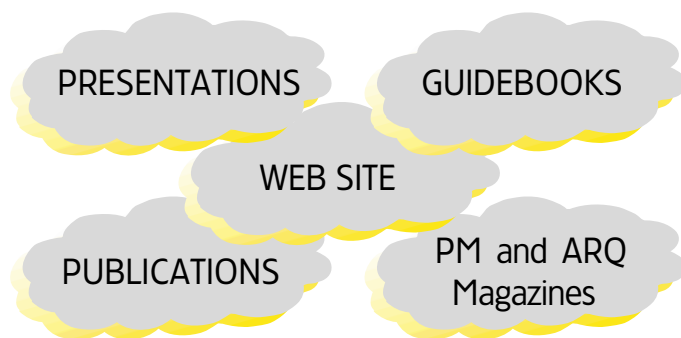 PRESENTATIONS
GUIDEBOOKS
WEB SITE
PUBLICATIONS
PM and ARQ
Magazines